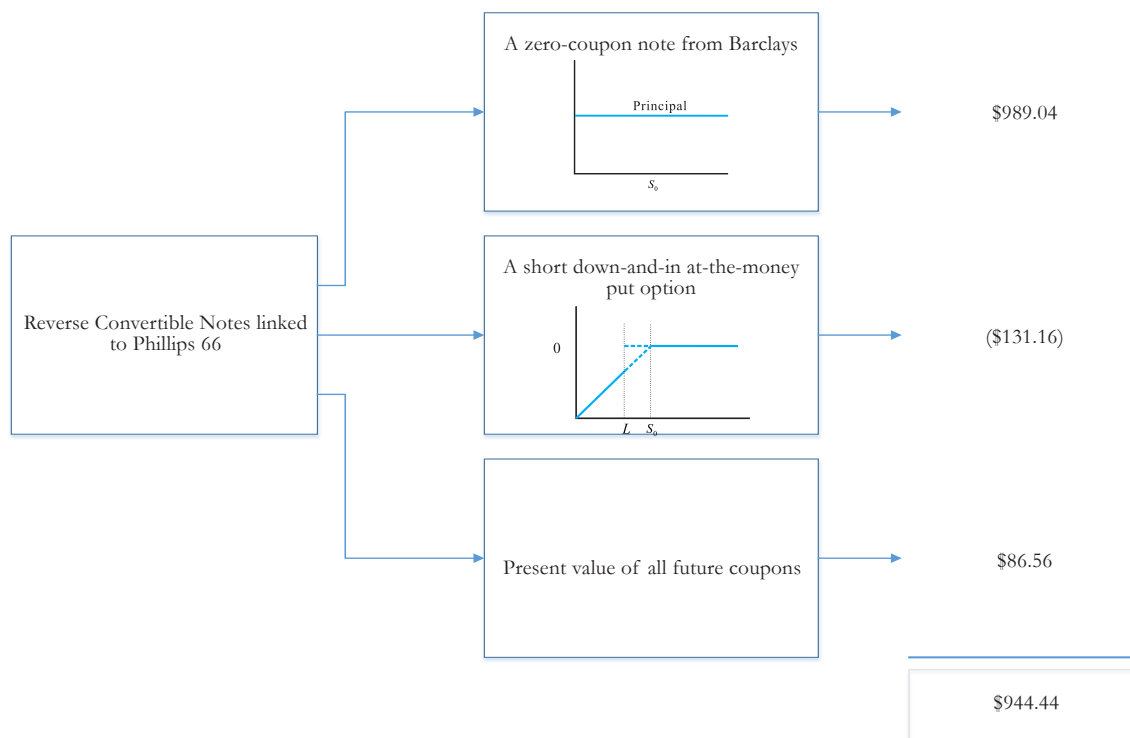 A zero-coupon note from Barclays
Principal
S₀
$989.04
Reverse Convertible Notes linked
to Phillips 66
A short down-and-in at-the-money
put option
0
L S₀
($131.16)
Present value of all future coupons
$86.56
$944.44